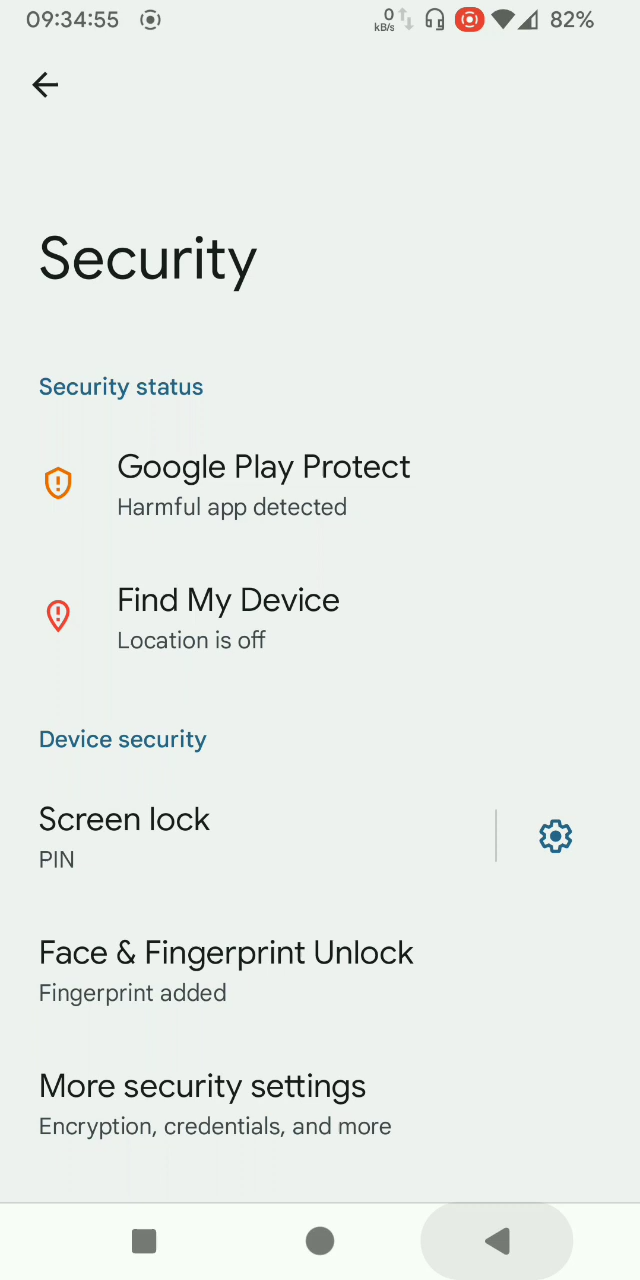 09:34:55 0 kB/s 82%
Security
Security status
Google Play Protect
Harmful app detected
Find My Device
Location is off
Device security
Screen lock
PIN
Face & Fingerprint Unlock
Fingerprint added
More security settings
Encryption, credentials, and more